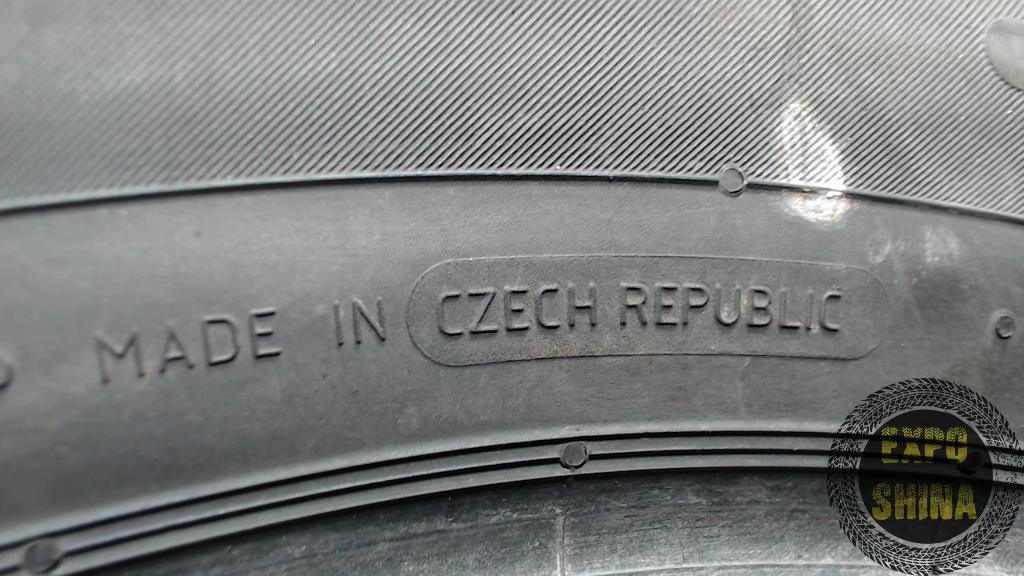 MADE IN CZECH REPUBLIC
EXPO
SHINA